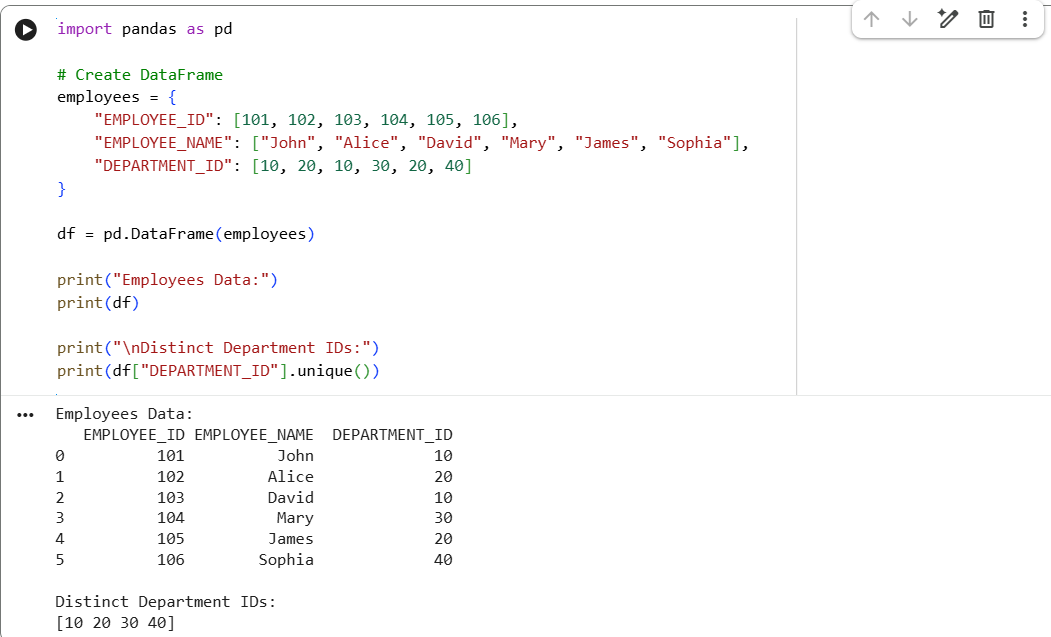 import pandas as pd
# Create DataFrame
employees = {
    "EMPLOYEE_ID": [101, 102, 103, 104, 105, 106],
    "EMPLOYEE_NAME": ["John", "Alice", "David", "Mary", "James", "Sophia"],
    "DEPARTMENT_ID": [10, 20, 10, 30, 20, 40]
}
df = pd.DataFrame(employees)
print("Employees Data:")
print(df)
print("\nDistinct Department IDs:")
print(df["DEPARTMENT_ID"].unique())
Employees Data:
   EMPLOYEE_ID EMPLOYEE_NAME  DEPARTMENT_ID
0          101          John             10
1          102         Alice             20
2          103         David             10
3          104          Mary             30
4          105         James             20
5          106        Sophia             40
Distinct Department IDs:
[10 20 30 40]